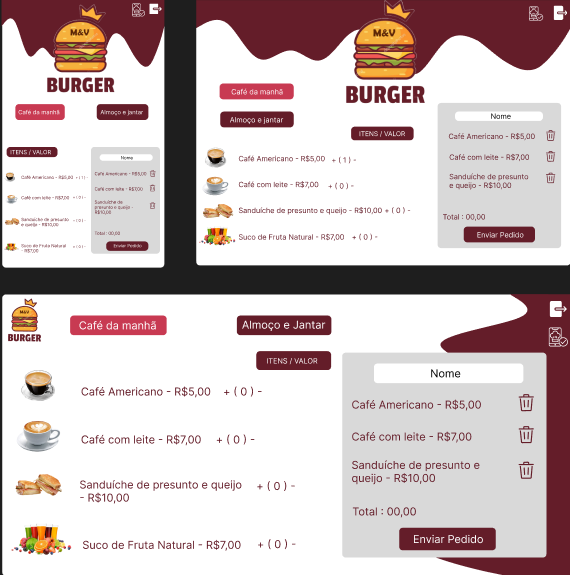 M&V
BURGER
Café da manhã
Almoço e jantar
ITENS / VALOR
Café Americano - R$5,00 + ( 1 ) -
Café com leite - R$7,00 + ( 0 ) -
Sanduíche de presunto
e queijo - R$10,00
+ ( 0 ) -
Suco de Fruta Natural
- R$7,00
+ ( 0 ) -
Nome
Café Americano - R$5,00
Café com leite - R$7,00
Sanduíche de presunto
e queijo -
R$10,00
Total : 00,00
Enviar Pedido
M&V
BURGER
Café da manhã
Almoço e jantar
ITENS / VALOR
Café Americano - R$5,00 + ( 1 ) -
Café com leite - R$7,00 + ( 0 ) -
Sanduíche de presunto e queijo - R$10,00 + ( 0 ) -
Suco de Fruta Natural - R$7,00 + ( 0 ) -
Nome
Café Americano - R$5,00
Café com leite - R$7,00
Sanduíche de presunto
e queijo - R$10,00
Total : 00,00
Enviar Pedido
M&V
BURGER
Café da manhã
Almoço e Jantar
ITENS / VALOR
Café Americano - R$5,00 + ( 0 ) -
Café com leite - R$7,00 + ( 0 ) -
Sanduíche de presunto e queijo
- R$10,00
+ ( 0 ) -
Suco de Fruta Natural - R$7,00 + ( 0 ) -
Nome
Café Americano - R$5,00
Café com leite - R$7,00
Sanduíche de presunto e
queijo - R$10,00
Total : 00,00
Enviar Pedido